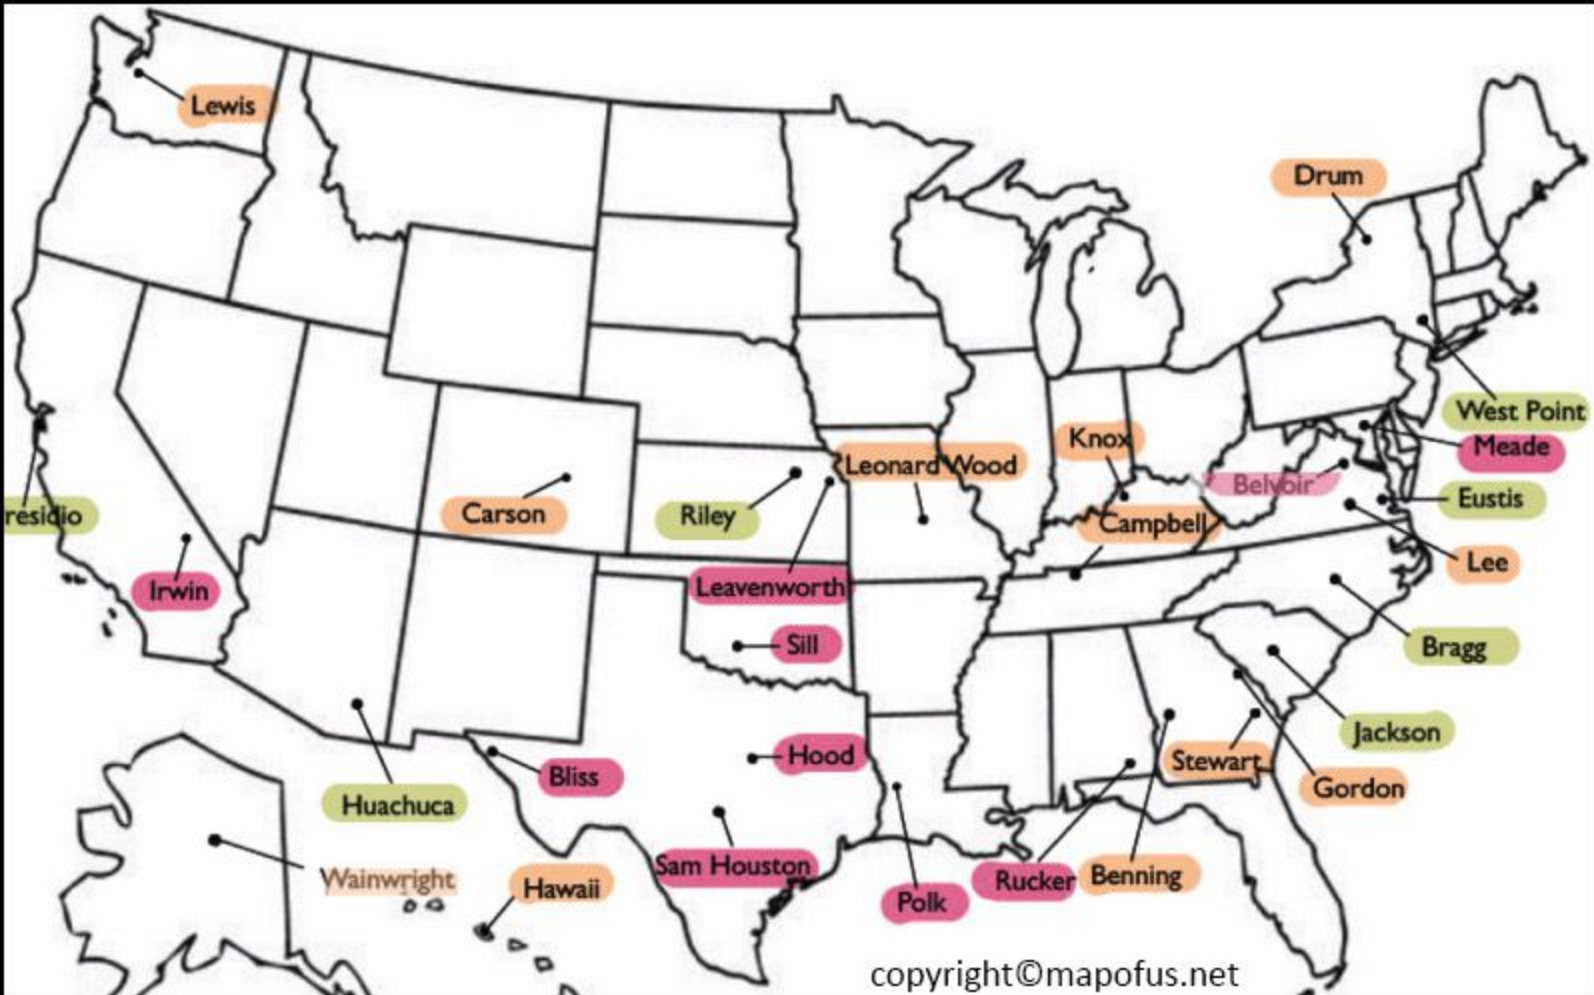 Lewis
Drum
West Point
Knox
Meade
Leonard Wood
Belvoir
Eustis
Carson
Riley
residio
Campbell
Lee
Irwin
Leavenworth
Sill
Bragg
Jackson
Hood
Stewart
Bliss
Gordon
Huachuca
Sam Houston
Wainwright
Hawaii
Rucker
Benning
Polk
copyright©mapofus.net